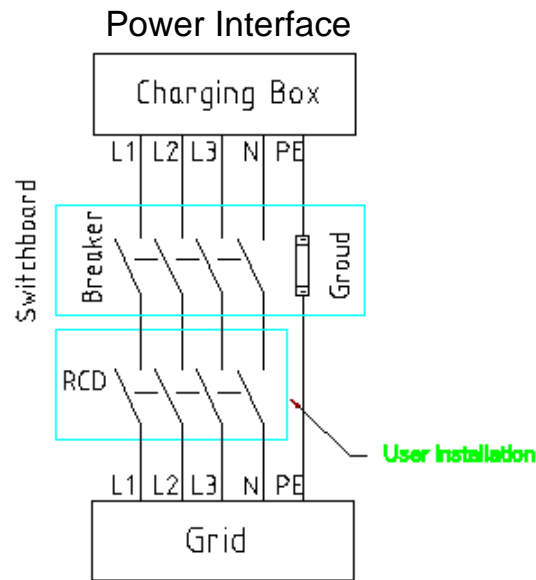 Power Interface
Charging Box
L1 L2 L3 N PE
Switchboard
Breaker
Groud
RCD
User Installation
L1 L2 L3 N PE
Grid